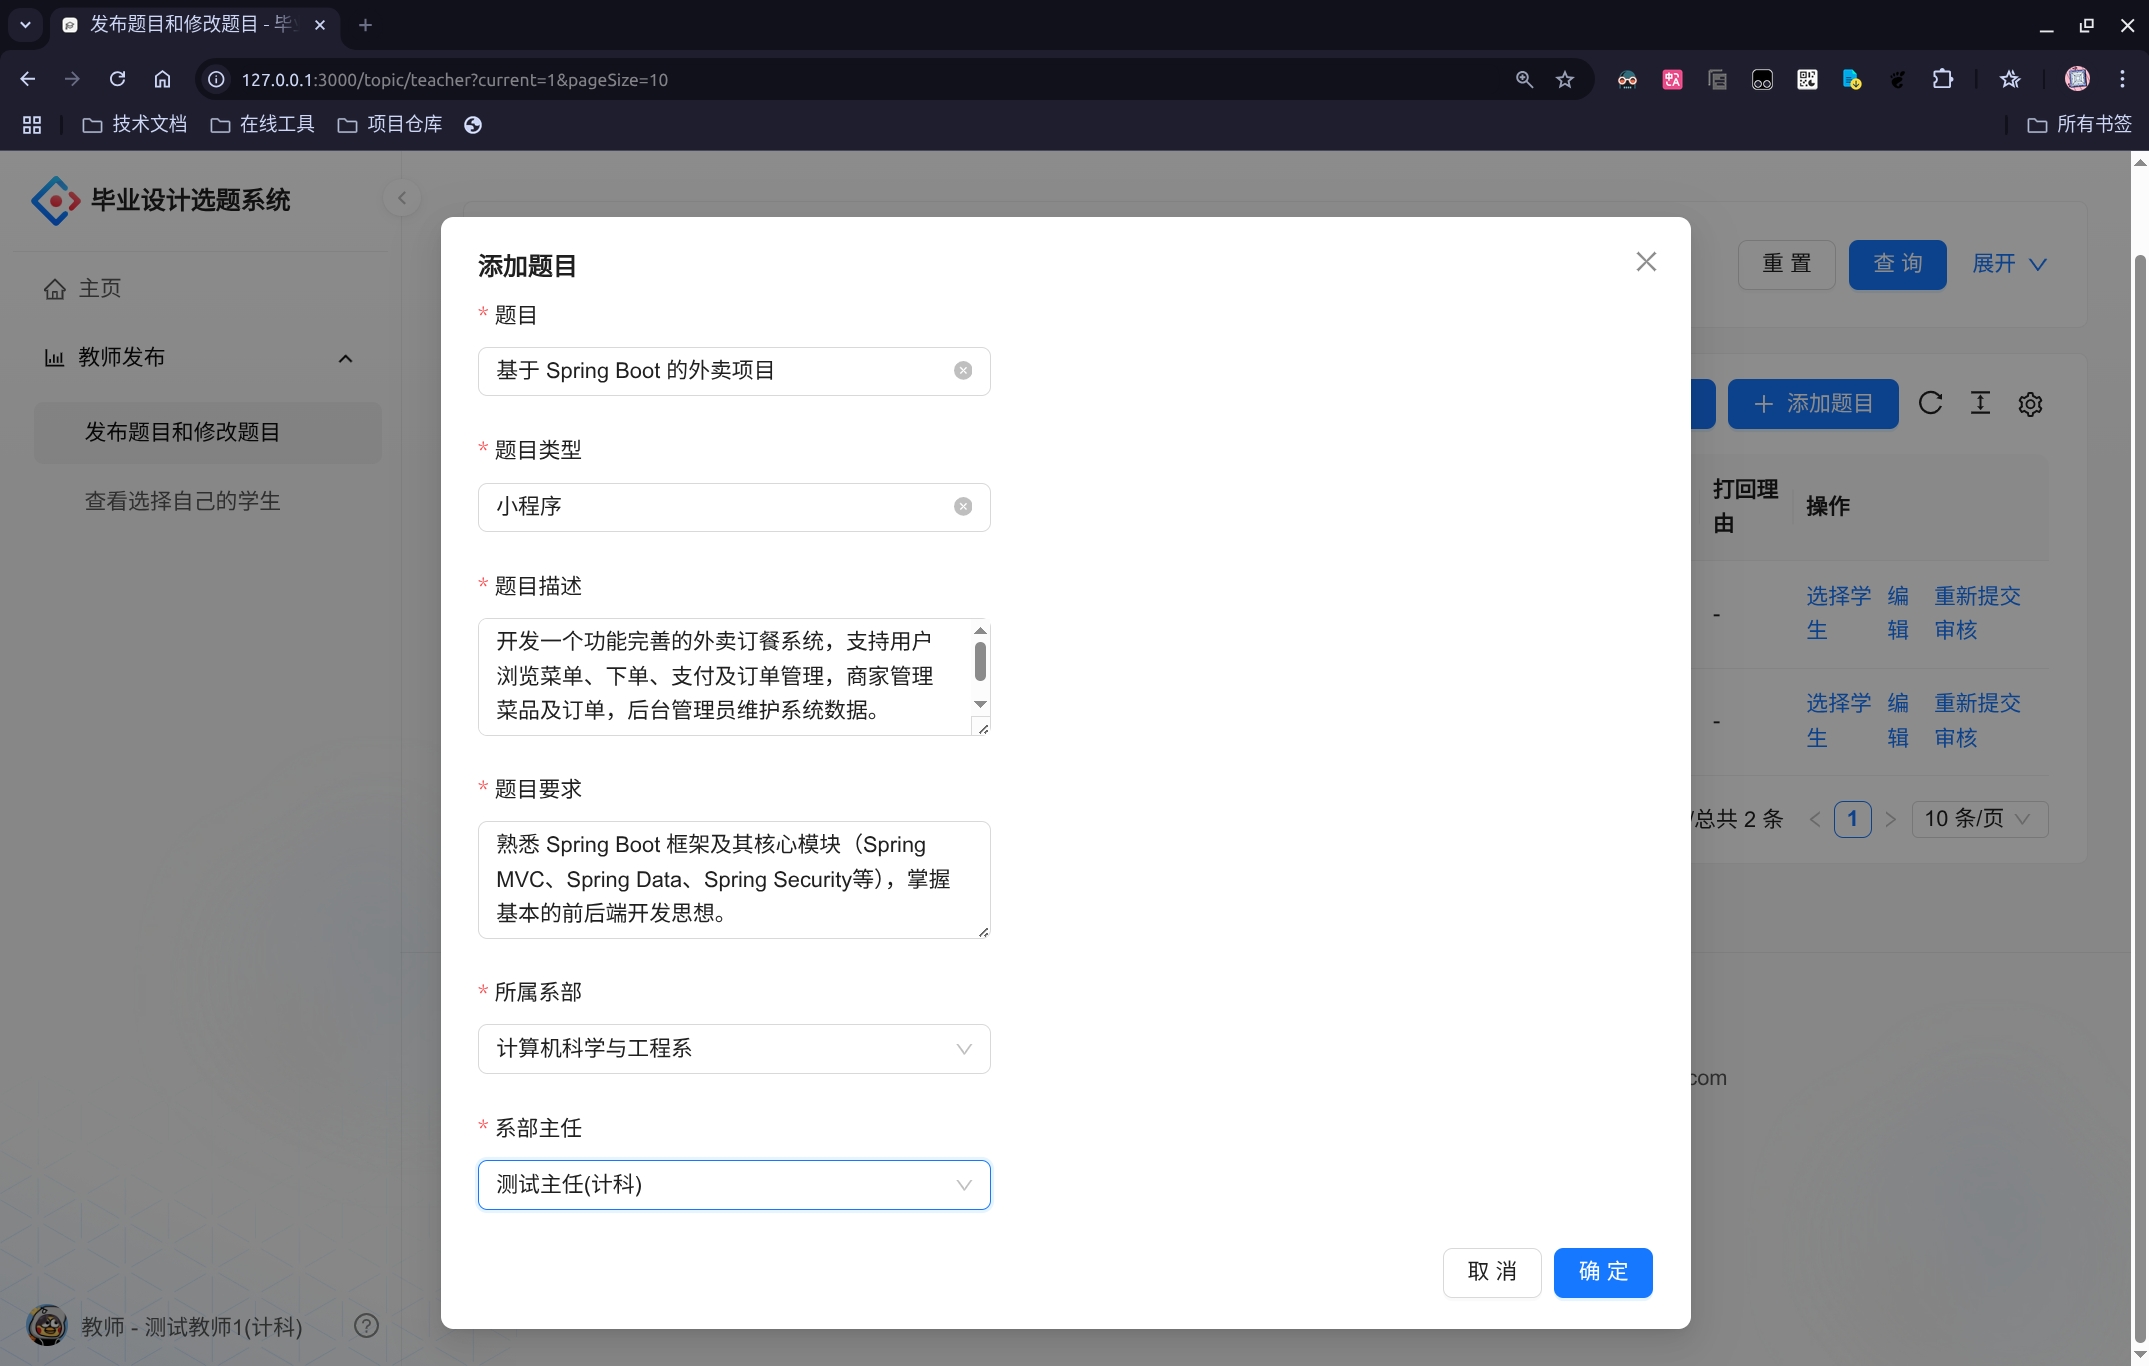 发布题目和修改题目 - 毕
127.0.0.1:3000/topic/teacher?current=1&pageSize=10
技术文档
在线工具
项目仓库
所有书签
毕业设计选题系统
主页
教师发布
发布题目和修改题目
查看选择自己的学生
教师 - 测试教师1(计科)
添加题目
* 题目
基于 Spring Boot 的外卖项目
* 题目类型
小程序
* 题目描述
开发一个功能完善的外卖订餐系统，支持用户
浏览菜单、下单、支付及订单管理，商家管理
菜品及订单，后台管理员维护系统数据。
* 题目要求
熟悉 Spring Boot 框架及其核心模块（Spring
MVC、Spring Data、Spring Security等），掌握
基本的前后端开发思想。
* 所属系部
计算机科学与工程系
* 系部主任
测试主任(计科)
取 消
确 定
重 置
查 询
展开
添加题目
打回理
由
操作
-
选择学
生
编
辑
重新提交
审核
-
选择学
生
编
辑
重新提交
审核
/总共 2 条
1
10 条/页
com